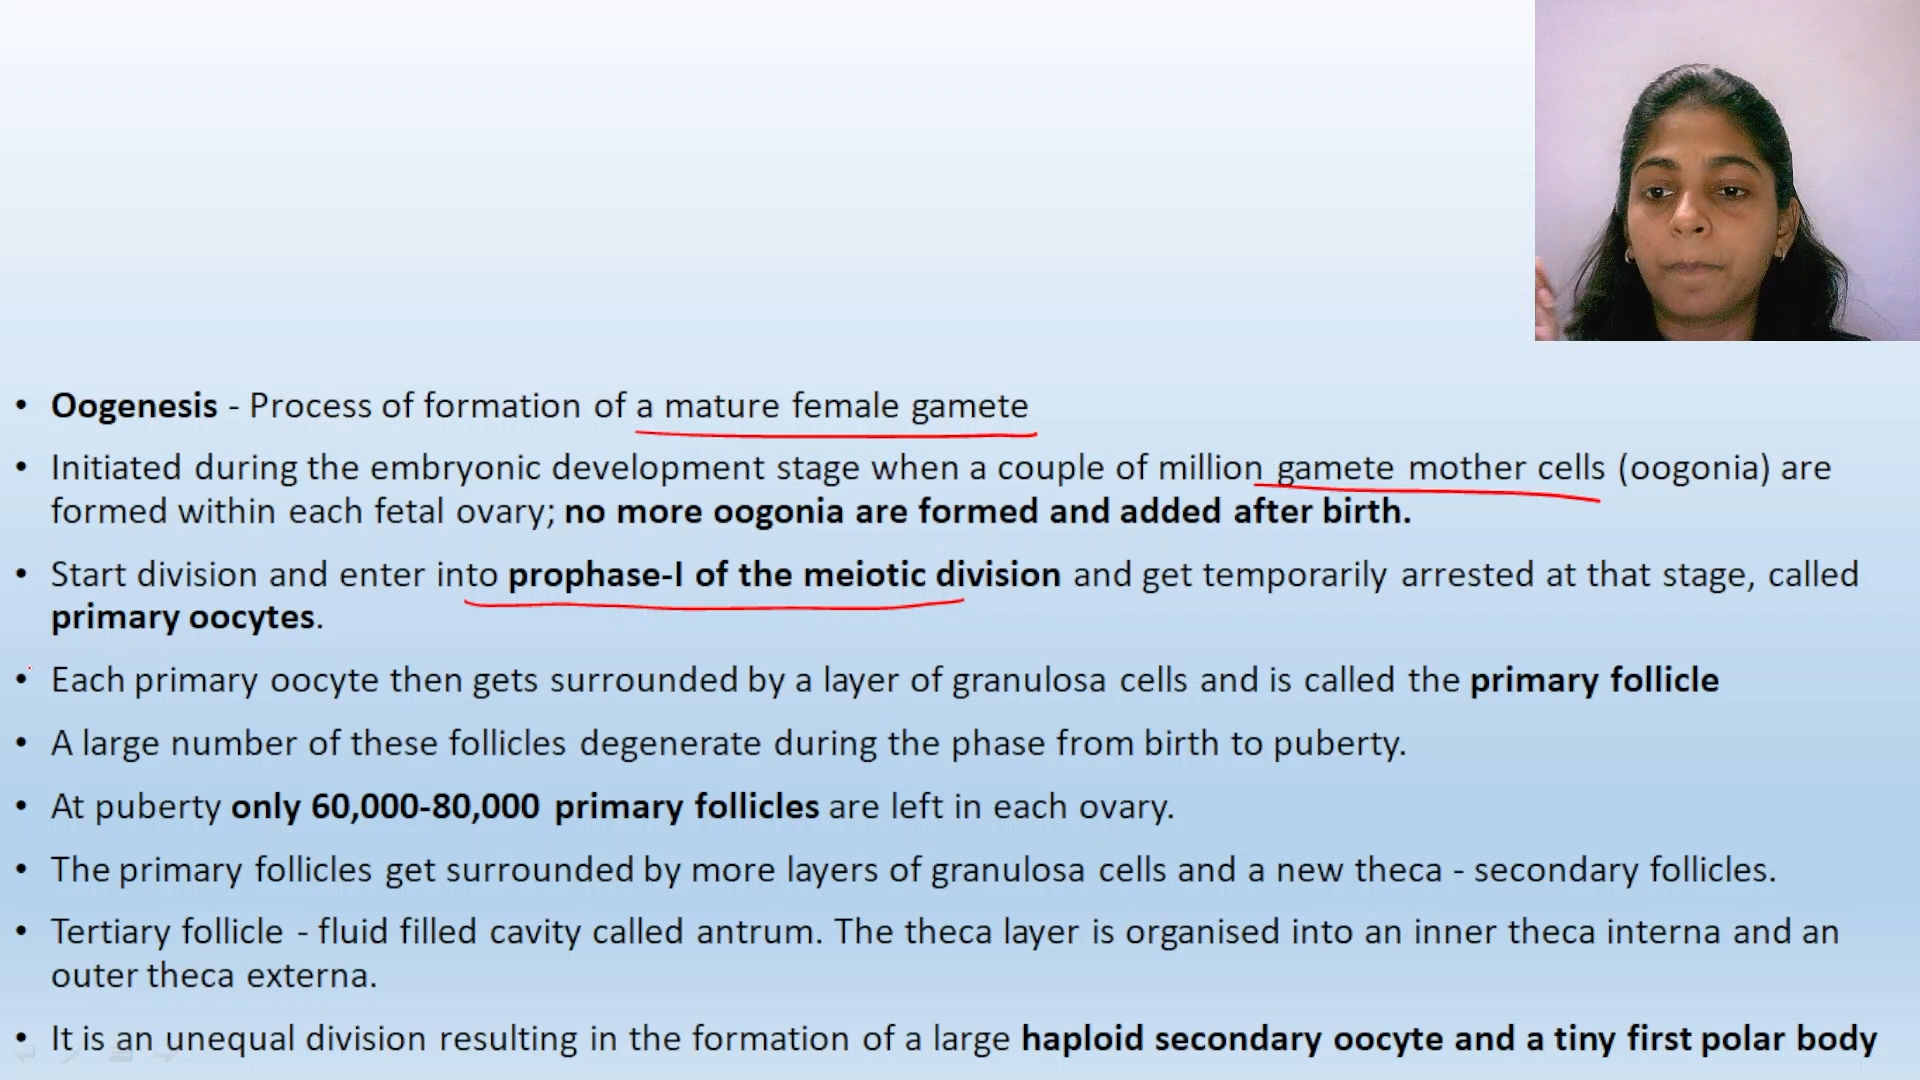 • Oogenesis - Process of formation of a mature female gamete
• Initiated during the embryonic development stage when a couple of million gamete mother cells (oogonia) are
formed within each fetal ovary; no more oogonia are formed and added after birth.
• Start division and enter into prophase-I of the meiotic division and get temporarily arrested at that stage, called
primary oocytes.
• Each primary oocyte then gets surrounded by a layer of granulosa cells and is called the primary follicle
• A large number of these follicles degenerate during the phase from birth to puberty.
• At puberty only 60,000-80,000 primary follicles are left in each ovary.
• The primary follicles get surrounded by more layers of granulosa cells and a new theca - secondary follicles.
• Tertiary follicle - fluid filled cavity called antrum. The theca layer is organised into an inner theca interna and an
outer theca externa.
• It is an unequal division resulting in the formation of a large haploid secondary oocyte and a tiny first polar body